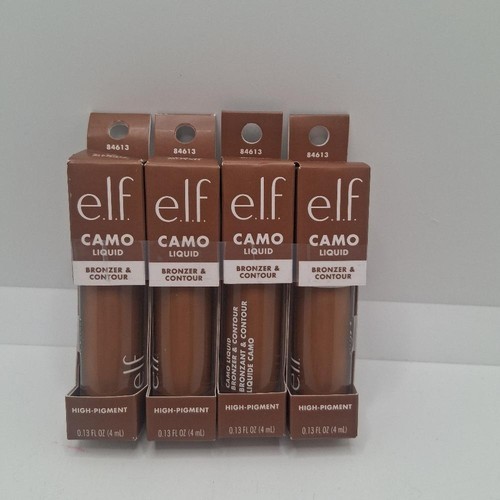 84613
e.l.f.
CAMO
LIQUID
BRONZER &
CONTOUR
elf
HIGH-PIGMENT
0.13 FL OZ (4 mL)
84613
e.l.f.
CAMO
LIQUID
BRONZER &
CONTOUR
HIGH-PIGMENT
0.13 FL OZ (4 mL)
84613
e.l.f.
CAMO
LIQUID
BRONZER &
CONTOUR
CAMO LIQUID
BRONZER & CONTOUR
BRONZANT & CONTOUR
LIQUIDE CAMO
HIGH-PIGMENT
0.13 FL OZ (4 mL)
84613
e.l.f.
CAMO
LIQUID
BRONZER &
CONTOUR
HIGH-PIGMENT
0.13 FL OZ (4 mL)